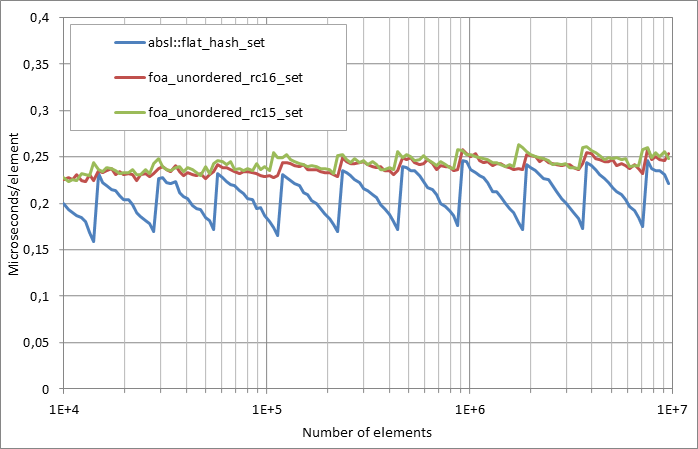 0,4
0,35
0,3
0,25
0,2
0,15
0,1
0,05
0
Microseconds/element
absl::flat_hash_set
foa_unordered_rc16_set
foa_unordered_rc15_set
1E+4 1E+5 1E+6 1E+7
Number of elements